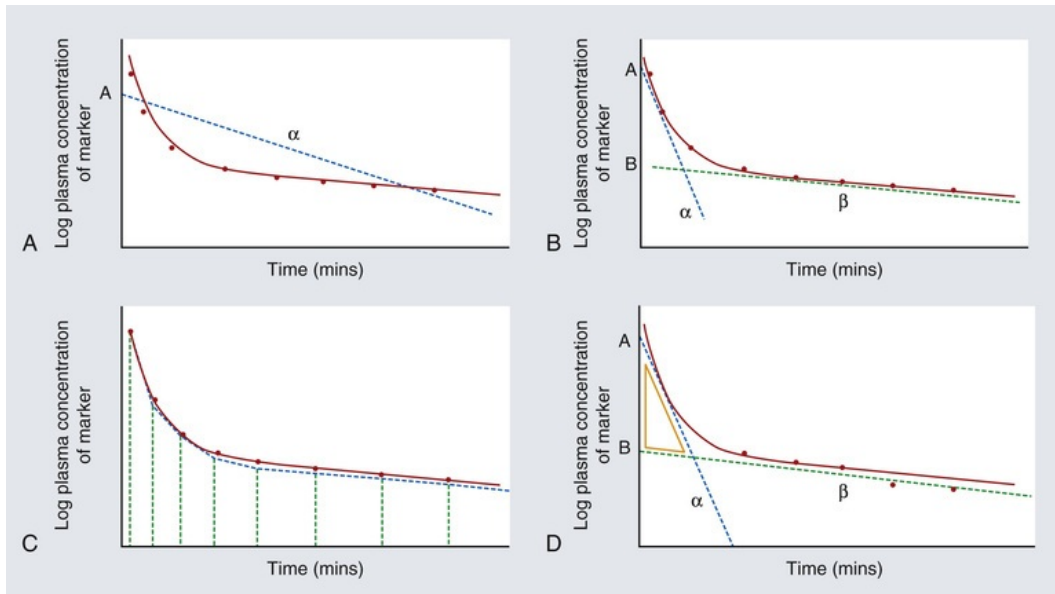 Log plasma concentration
of marker
A
α
A
Time (mins)
Log plasma concentration
of marker
A
B
α
β
B
Time (mins)
Log plasma concentration
of marker
C
Time (mins)
Log plasma concentration
of marker
A
B
α
β
D
Time (mins)